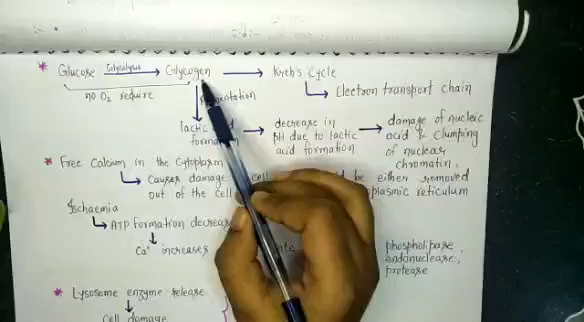 * Glucose Glycolysis → Glycogen → Kreb's Cycle
no O₂ require
↳ Electron transport chain
lactic
formation → decrease in pH due to lactic acid formation → damage of nucleic acid & clumping of nuclear chromatin.
* Free Calcium in the Cytoplasm
↳ Causes damage cell be either removed
out of the cell plasmic reticulum
Ischaemia
↳ ATP formation decreas
↓
Ca⁺ increases
phospholipase,
endonuclease,
protease
* Lysosome enzyme release
↓
Cell damage